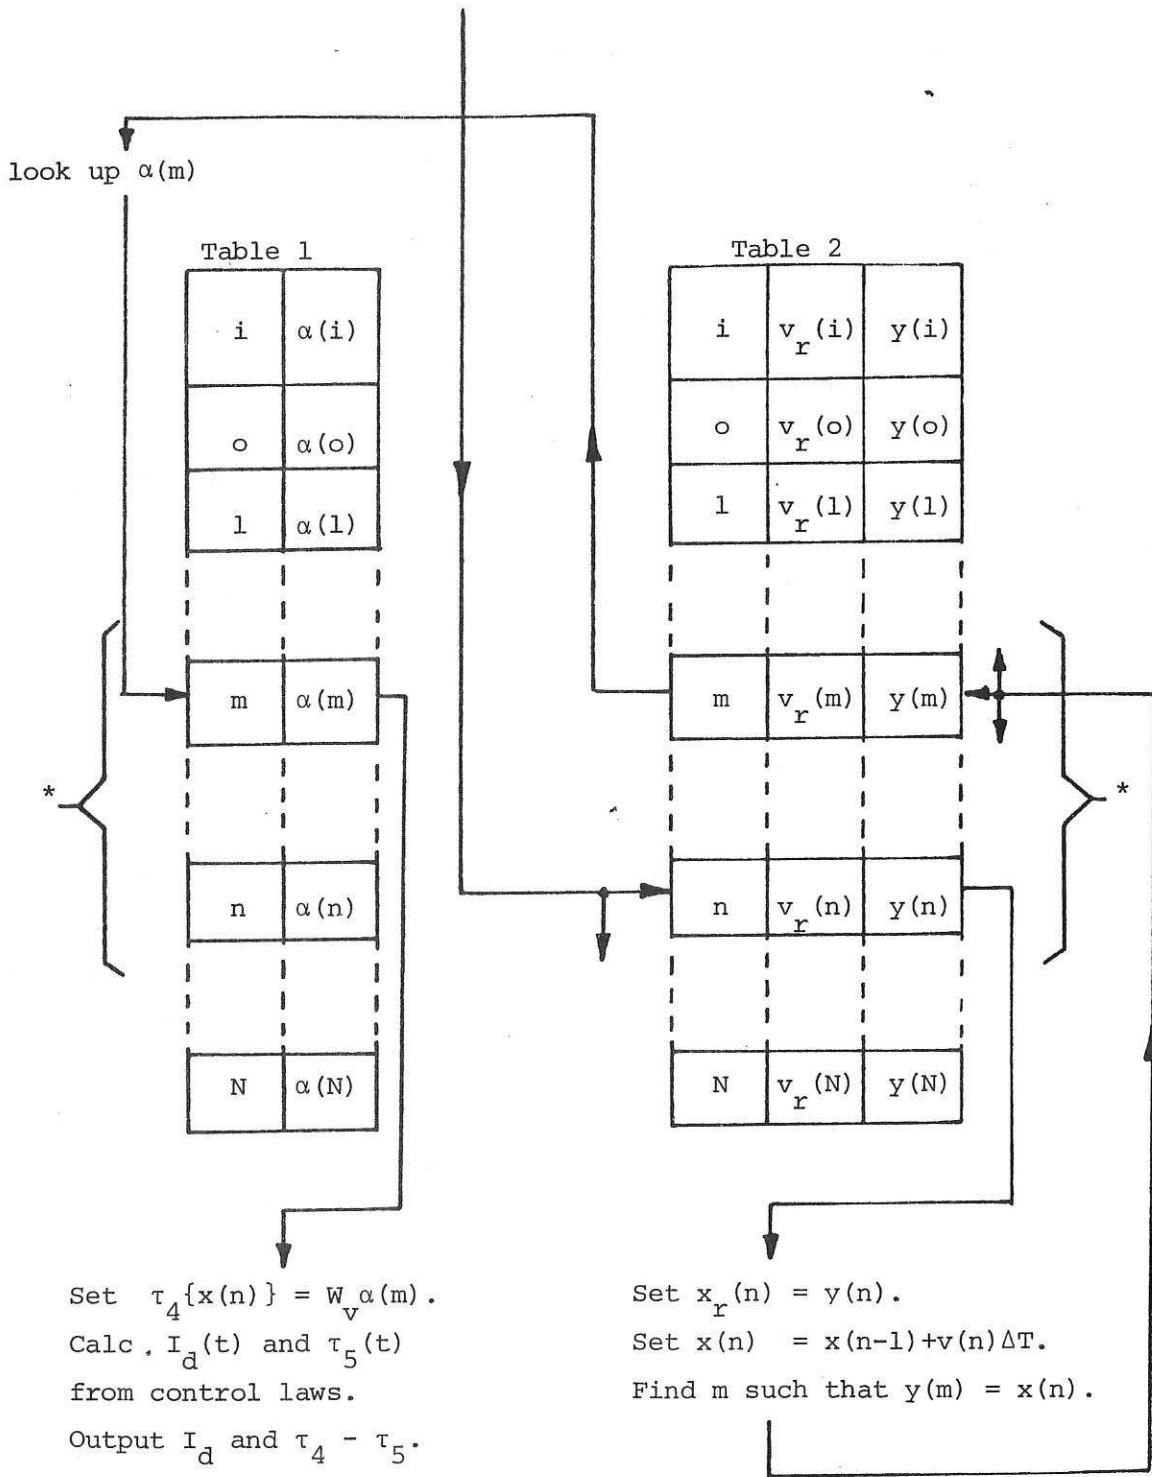 look up α(m)
Table 1
i α(i)
o α(o)
1 α(1)
m α(m)
n α(n)
N α(N)
*
Table 2
i v_r(i) y(i)
o v_r(o) y(o)
1 v_r(1) y(1)
m v_r(m) y(m)
n v_r(n) y(n)
N v_r(N) y(N)
*
Set τ_4{x(n)} = W_v α(m).
Calc. I_d(t) and τ_5(t)
from control laws.
Output I_d and τ_4 - τ_5.
Set x_r(n) = y(n).
Set x(n) = x(n-1)+v(n)ΔT.
Find m such that y(m) = x(n).